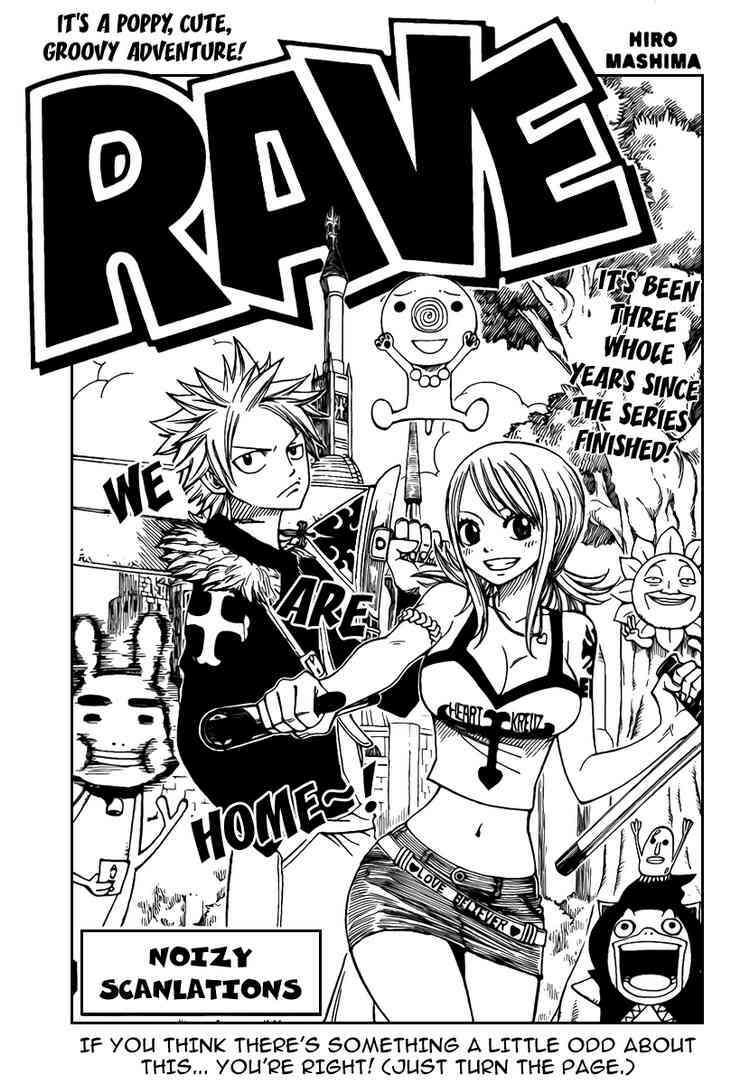 IT'S A POPPY, CUTE,
GROOVY ADVENTURE!
HIRO
MASHIMA
RAVE
IT'S BEEN
THREE
WHOLE
YEARS SINCE
THE SERIES
FINISHED!
WE
ARE
HOME~!
HEART KREUZ
LOVE BELIEVER
NOIZY
SCANLATIONS
IF YOU THINK THERE'S SOMETHING A LITTLE ODD ABOUT
THIS... YOU'RE RIGHT! (JUST TURN THE PAGE.)